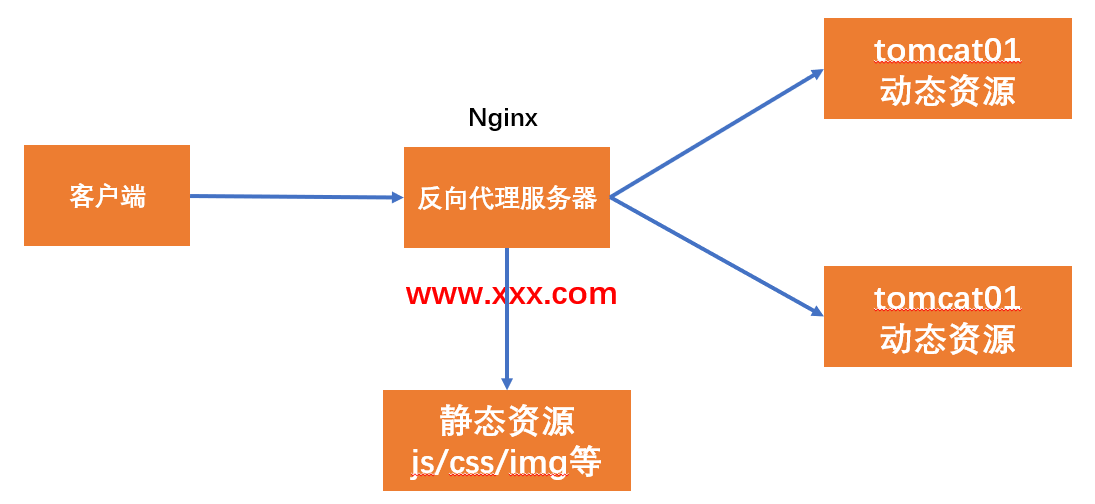 tomcat01
动态资源
Nginx
客户端
反向代理服务器
www.xxx.com
tomcat01
动态资源
静态资源
js/css/img等